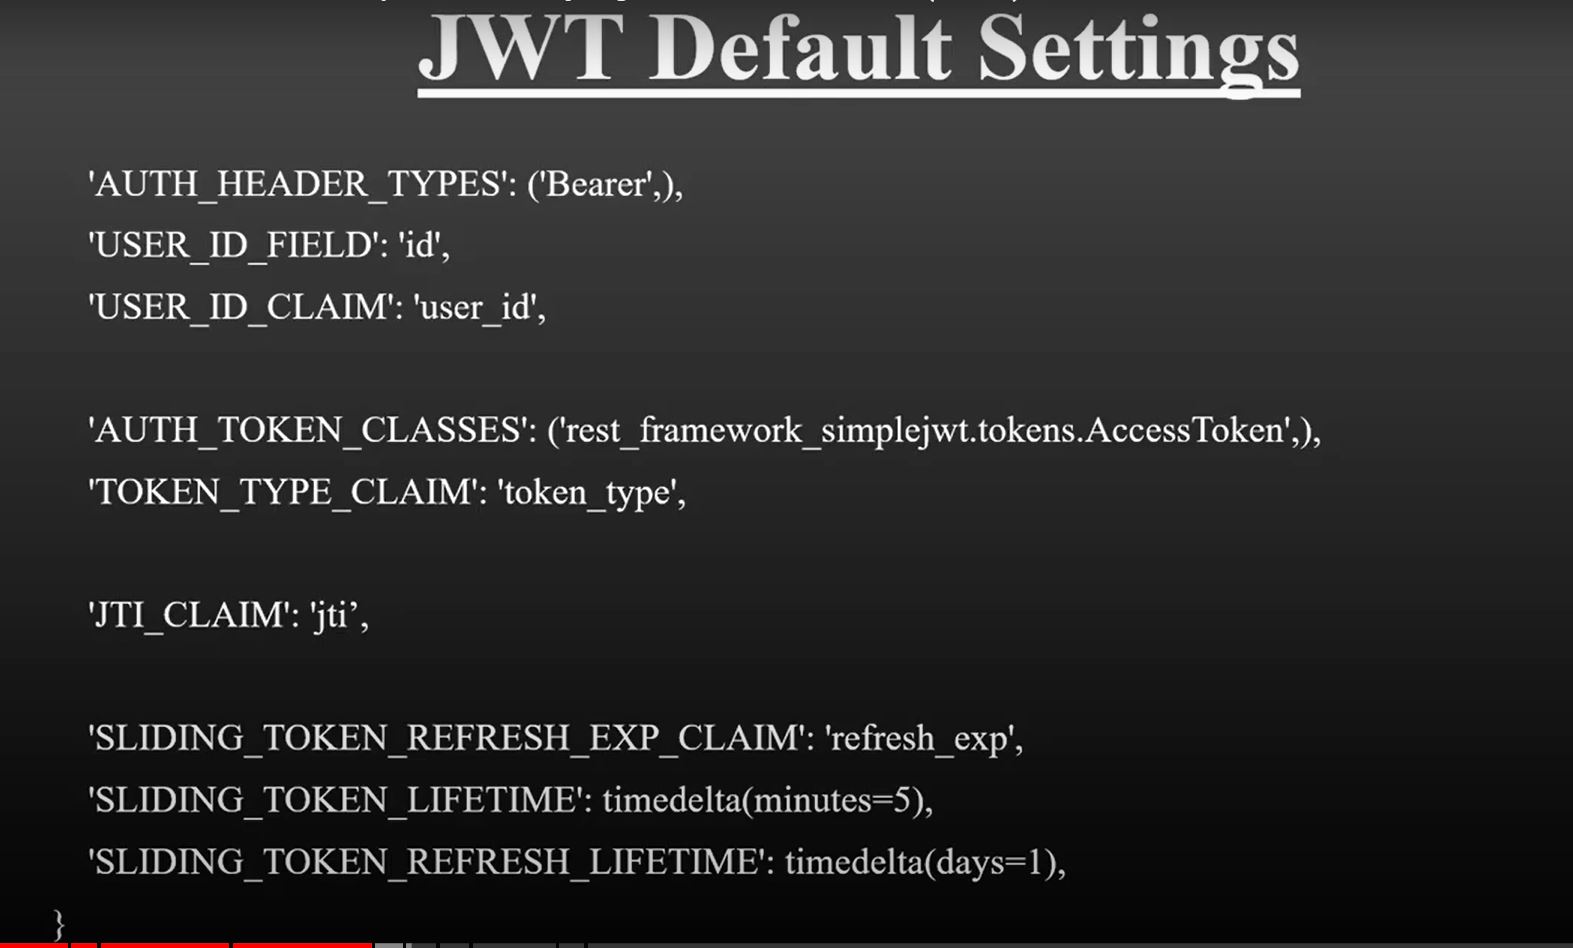 JWT Default Settings
'AUTH_HEADER_TYPES': ('Bearer',),
'USER_ID_FIELD': 'id',
'USER_ID_CLAIM': 'user_id',
'AUTH_TOKEN_CLASSES': ('rest_framework_simplejwt.tokens.AccessToken',),
'TOKEN_TYPE_CLAIM': 'token_type',
'JTI_CLAIM': 'jti’,
'SLIDING_TOKEN_REFRESH_EXP_CLAIM': 'refresh_exp',
'SLIDING_TOKEN_LIFETIME': timedelta(minutes=5),
'SLIDING_TOKEN_REFRESH_LIFETIME': timedelta(days=1),
}